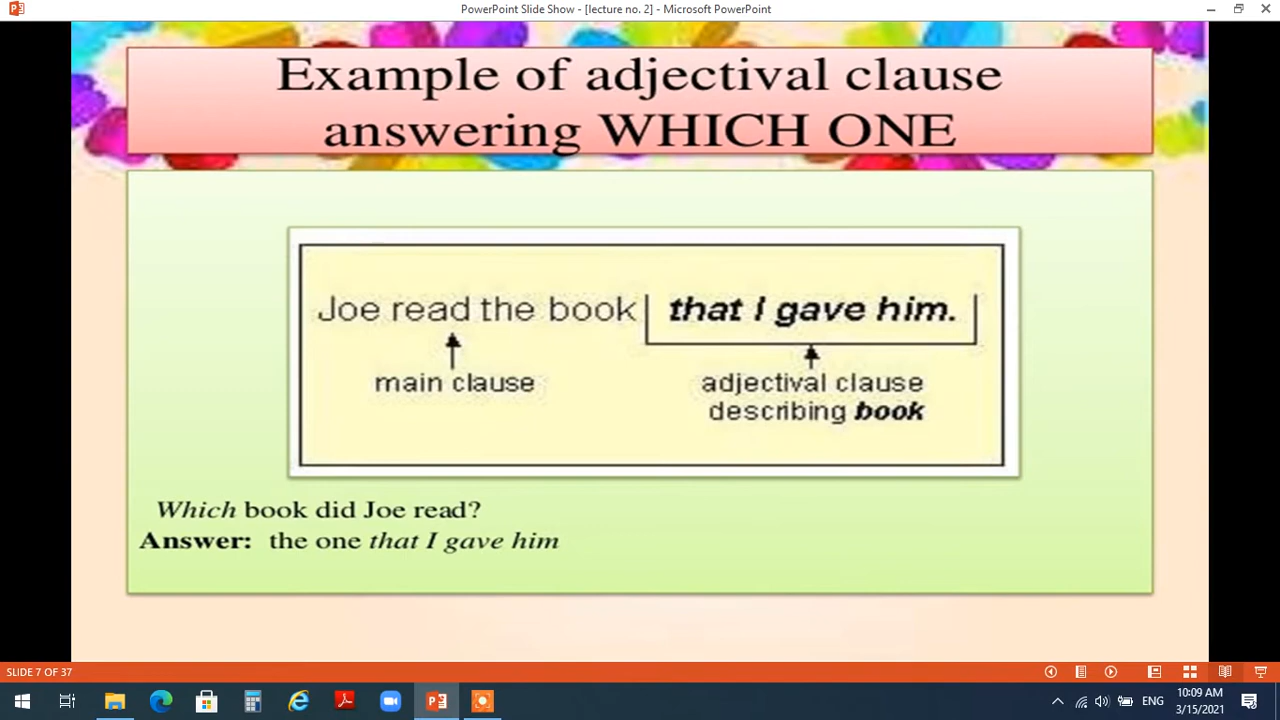 PowerPoint Slide Show - [lecture no. 2] - Microsoft PowerPoint
Example of adjectival clause
answering WHICH ONE
Joe read the book that I gave him.
main clause
adjectival clause
describing book
Which book did Joe read?
Answer: the one that I gave him
SLIDE 7 OF 37
ENG
10:09 AM
3/15/2021